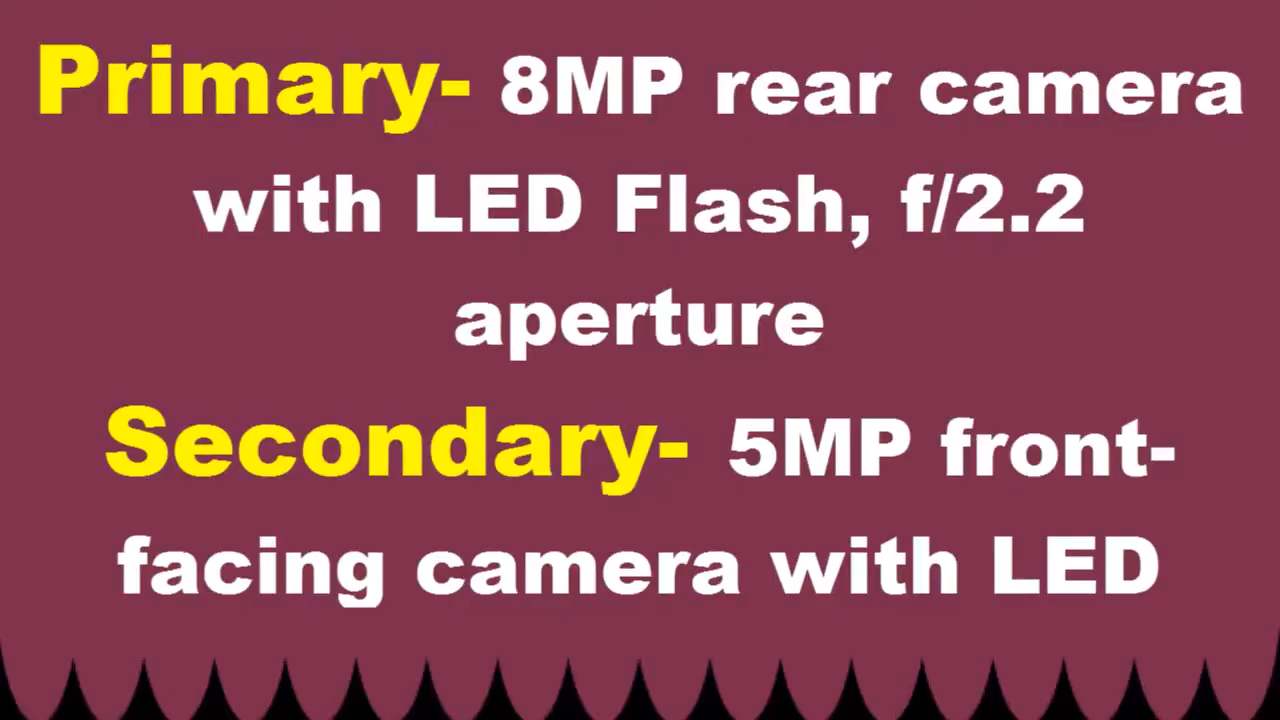 Primary- 8MP rear camera
with LED Flash, f/2.2
aperture
Secondary- 5MP front-
facing camera with LED